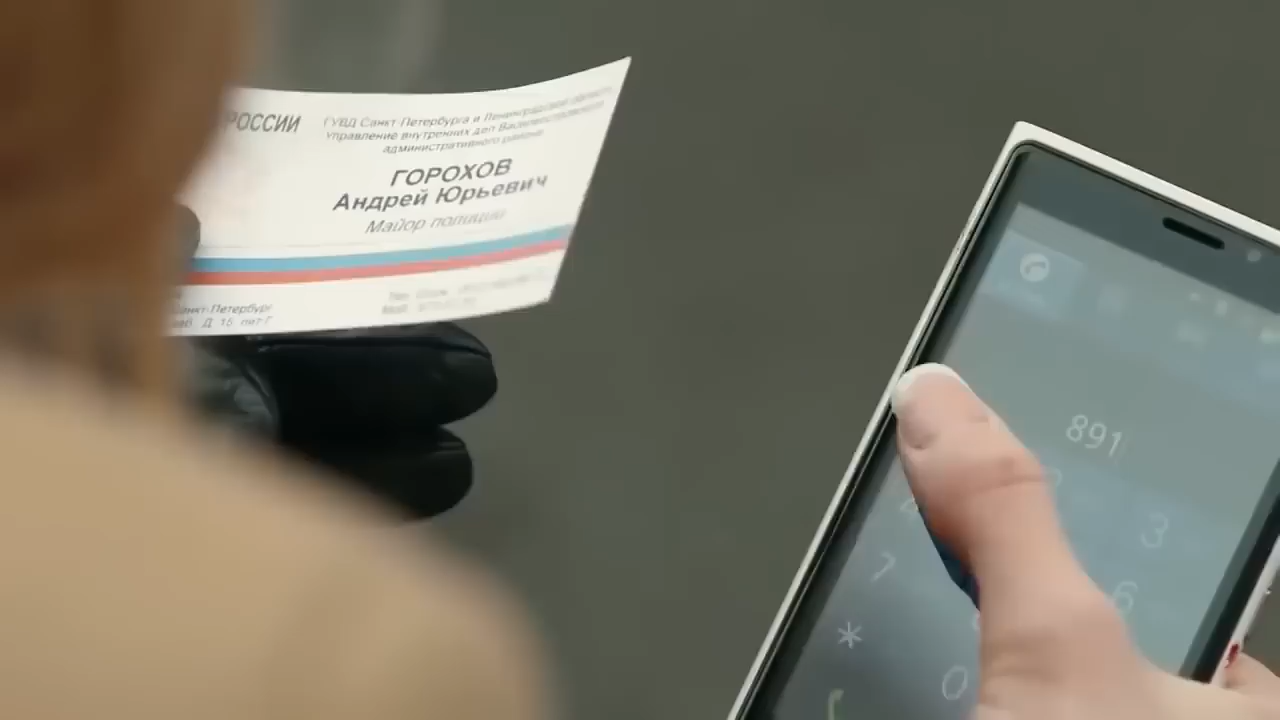 РОССИИ
ГУВД Санкт-Петербурга и Ленинградской области
Управление внутренних дел Василеостровского
административного района
ГОРОХОВ
Андрей Юрьевич
Майор полиции
Санкт-Петербург
891
3
6
7
*
0